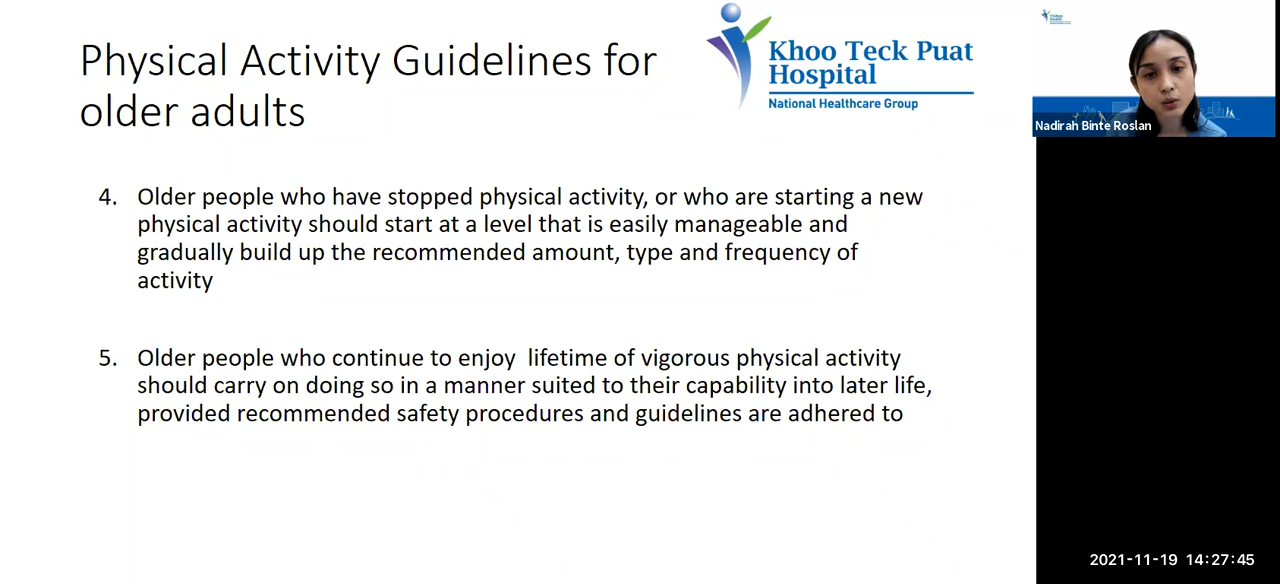 Physical Activity Guidelines for
older adults
Khoo Teck Puat
Hospital
National Healthcare Group
Nadirah Binte Roslan
4. Older people who have stopped physical activity, or who are starting a new
physical activity should start at a level that is easily manageable and
gradually build up the recommended amount, type and frequency of
activity
5. Older people who continue to enjoy  lifetime of vigorous physical activity
should carry on doing so in a manner suited to their capability into later life,
provided recommended safety procedures and guidelines are adhered to
2021-11-19 14:27:45